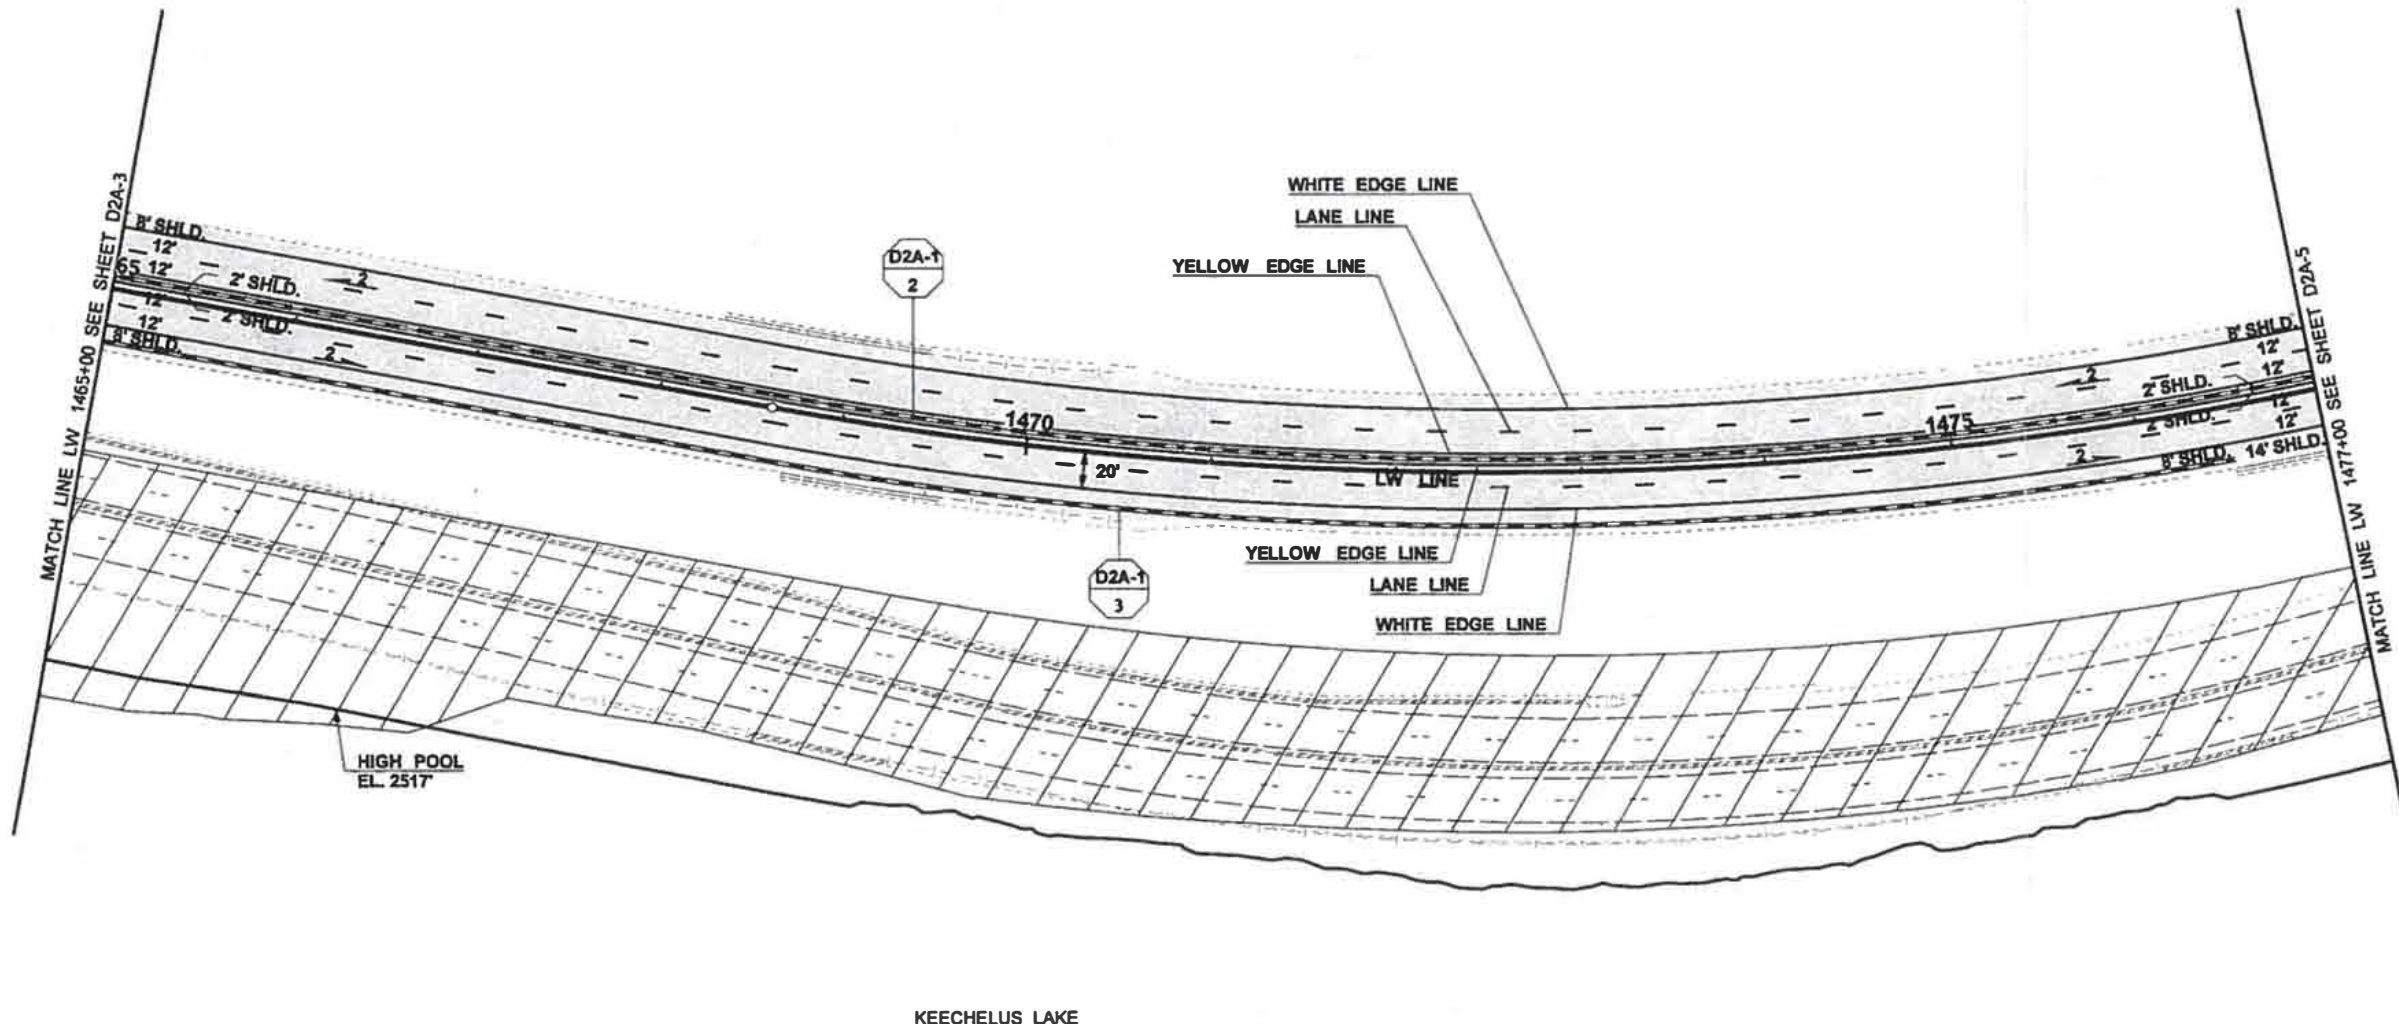 MATCH LINE LW 1465+00 SEE SHEET D2A-3
8' SHLD.
12'
65 12'
2' SHLD.
2
12'
2' SHLD.
12'
8' SHLD.
2
D2A-1
2
WHITE EDGE LINE
LANE LINE
YELLOW EDGE LINE
1470
20'
LW LINE
1475
YELLOW EDGE LINE
LANE LINE
WHITE EDGE LINE
D2A-1
3
8' SHLD.
12'
12'
2
2' SHLD.
12'
2' SHLD.
12'
2
8' SHLD. 14' SHLD.
MATCH LINE LW 1477+00 SEE SHEET D2A-5
HIGH POOL
EL. 2517'
KEECHELUS LAKE